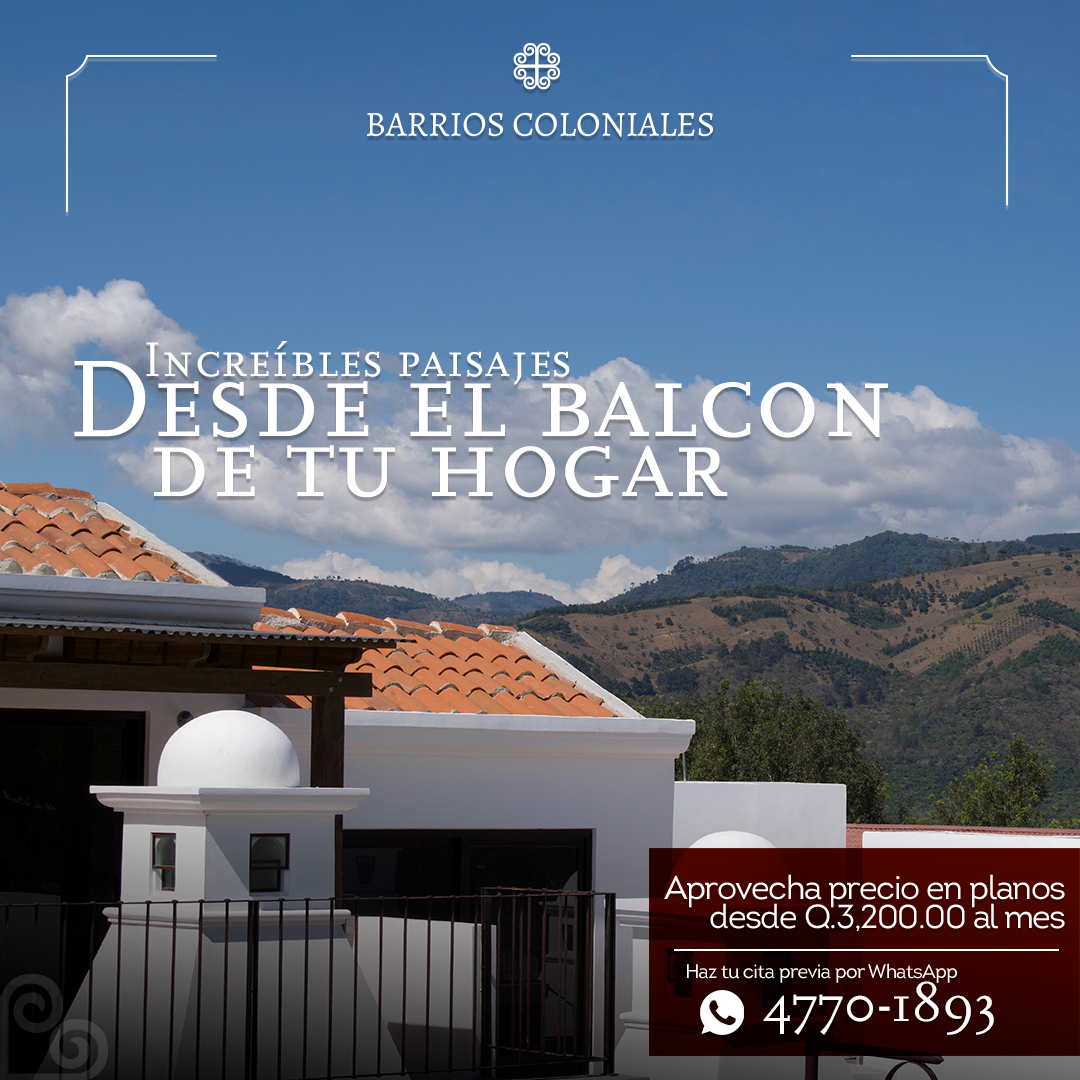 BARRIOS COLONIALES
Increíbles paisajes
Desde el balcon
de tu hogar
Aprovecha precio en planos
desde Q.3,200.00 al mes
Haz tu cita previa por WhatsApp
4770-1893